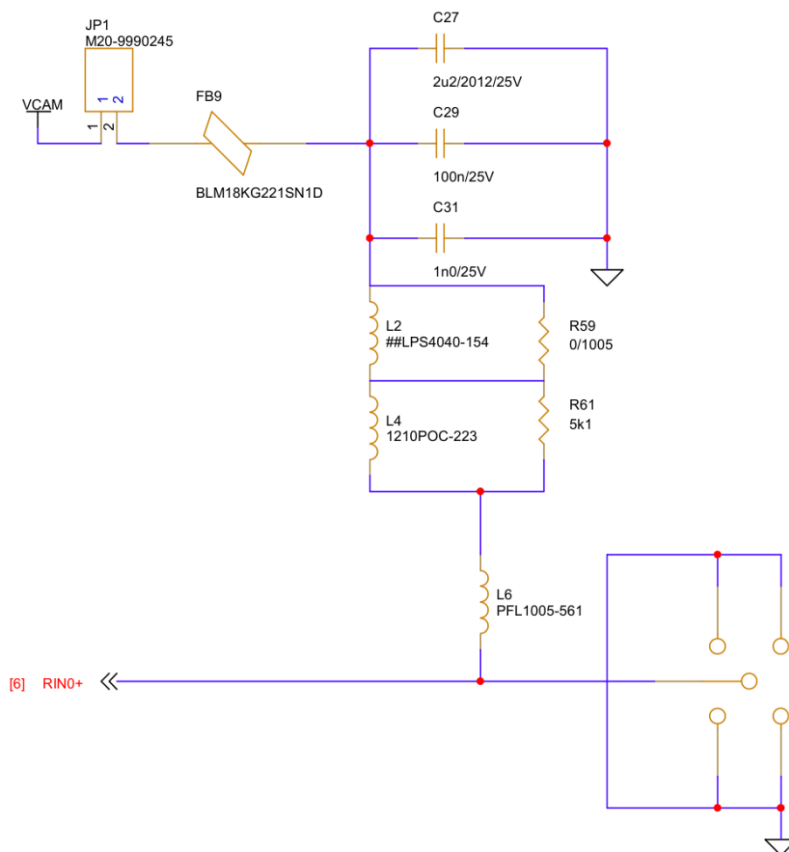 JP1
M20-9990245
1
2
VCAM
1
2
FB9
BLM18KG221SN1D
C27
2u2/2012/25V
C29
100n/25V
C31
1n0/25V
L2
##LPS4040-154
R59
0/1005
L4
1210POC-223
R61
5k1
L6
PFL1005-561
[6] RIN0+